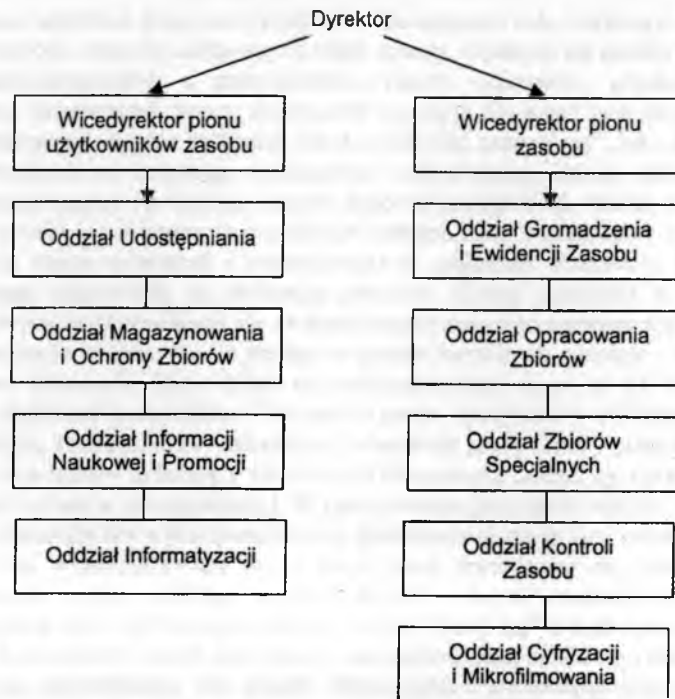 Dyrektor
Wicedyrektor pionu
użytkowników zasobu
Oddział Udostępniania
Oddział Magazynowania
i Ochrony Zbiorów
Oddział Informacji
Naukowej i Promocji
Oddział Informatyzacji
Wicedyrektor pionu
zasobu
Oddział Gromadzenia
i Ewidencji Zasobu
Oddział Opracowania
Zbiorów
Oddział Zbiorów
Specjalnych
Oddział Kontroli
Zasobu
Oddział Cyfryzacji
i Mikrofilmowania